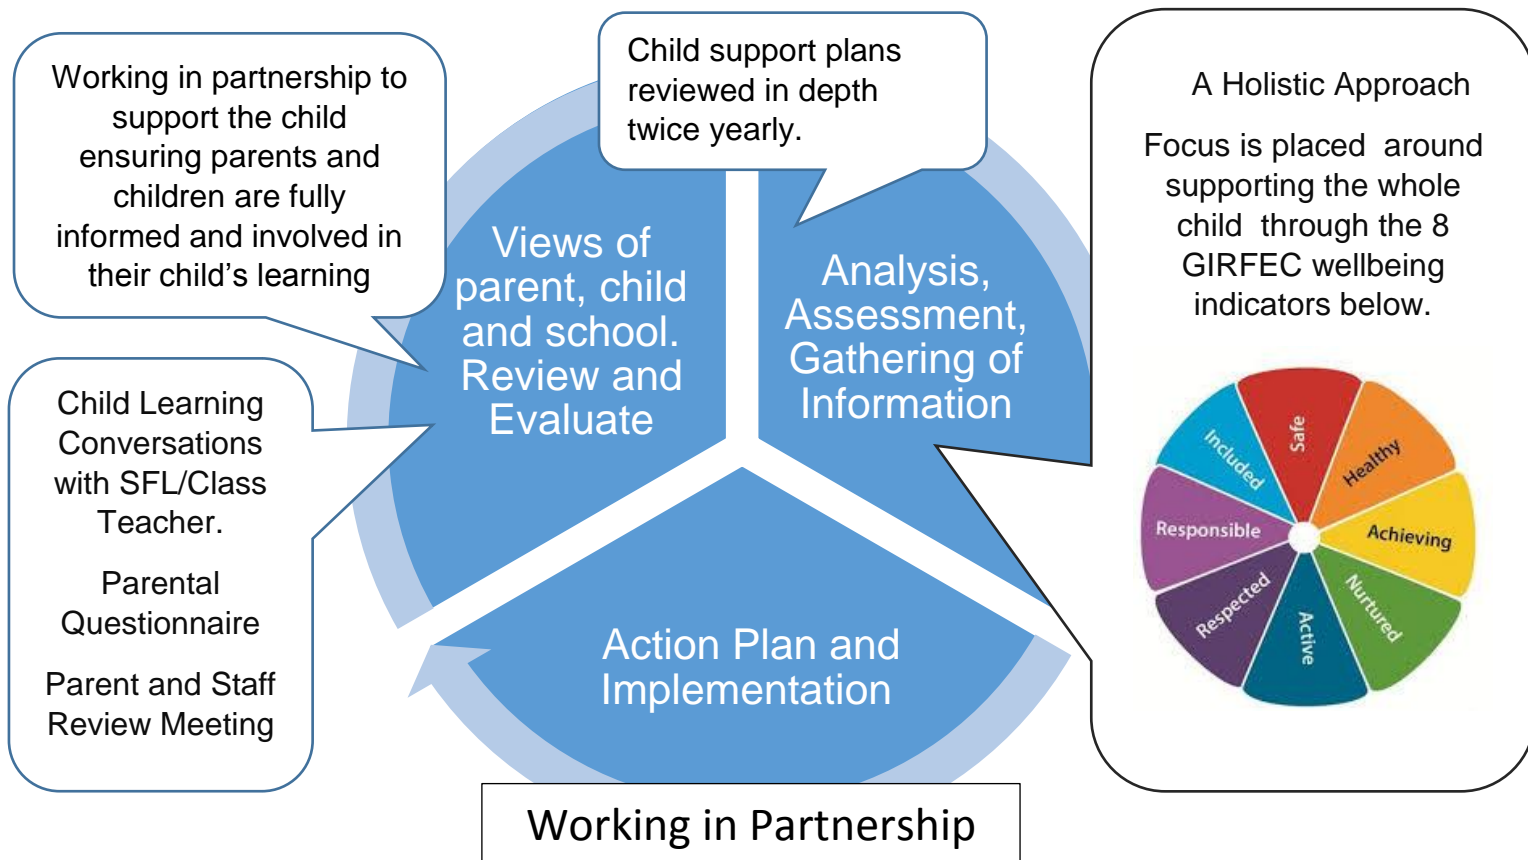 Working in partnership to
support the child
ensuring parents and
children are fully
informed and involved in
their child’s learning
Child support plans
reviewed in depth
twice yearly.
A Holistic Approach
Focus is placed around
supporting the whole
child through the 8
GIRFEC wellbeing
indicators below.
Views of
parent, child
and school.
Review and
Evaluate
Analysis,
Assessment,
Gathering of
Information
Child Learning
Conversations
with SFL/Class
Teacher.
Parental
Questionnaire
Parent and Staff
Review Meeting
Action Plan and
Implementation
Safe
Healthy
Achieving
Nurtured
Active
Respected
Responsible
Included
Working in Partnership